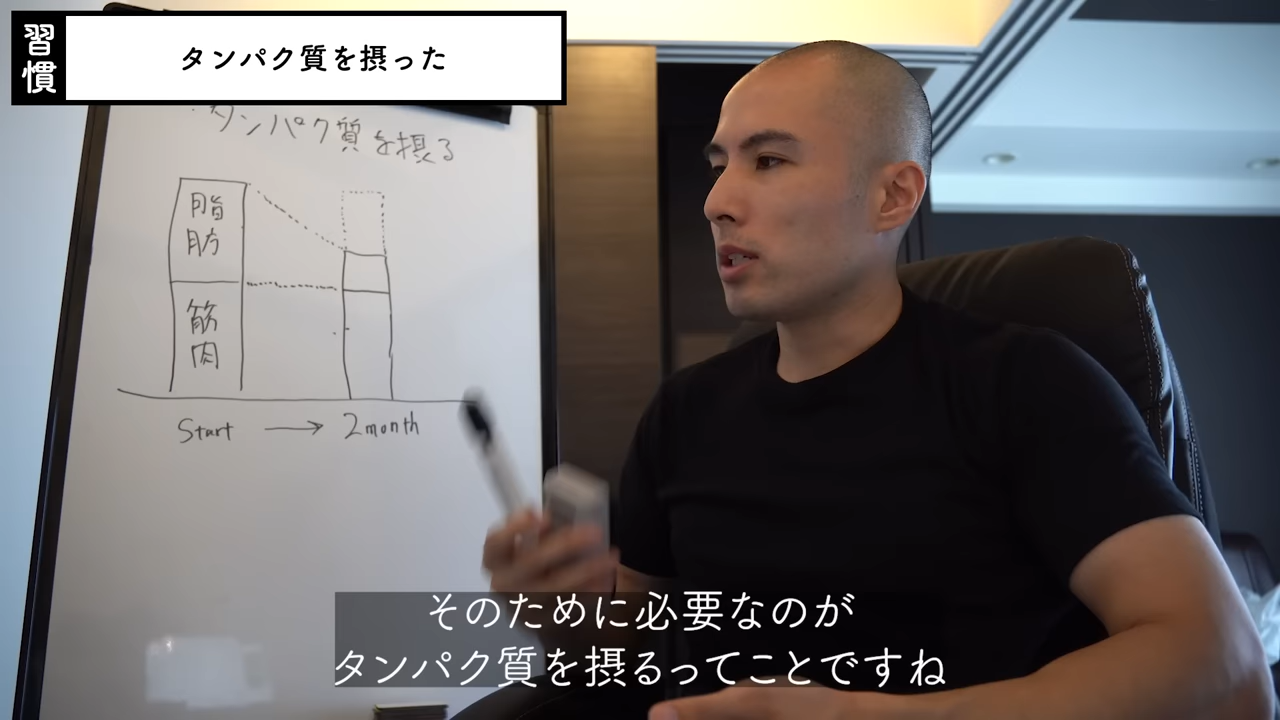 習慣
タンパク質を摂った
・タンパク質を摂る
脂肪
筋肉
Start → 2month
そのために必要なのが
タンパク質を摂るってことですね